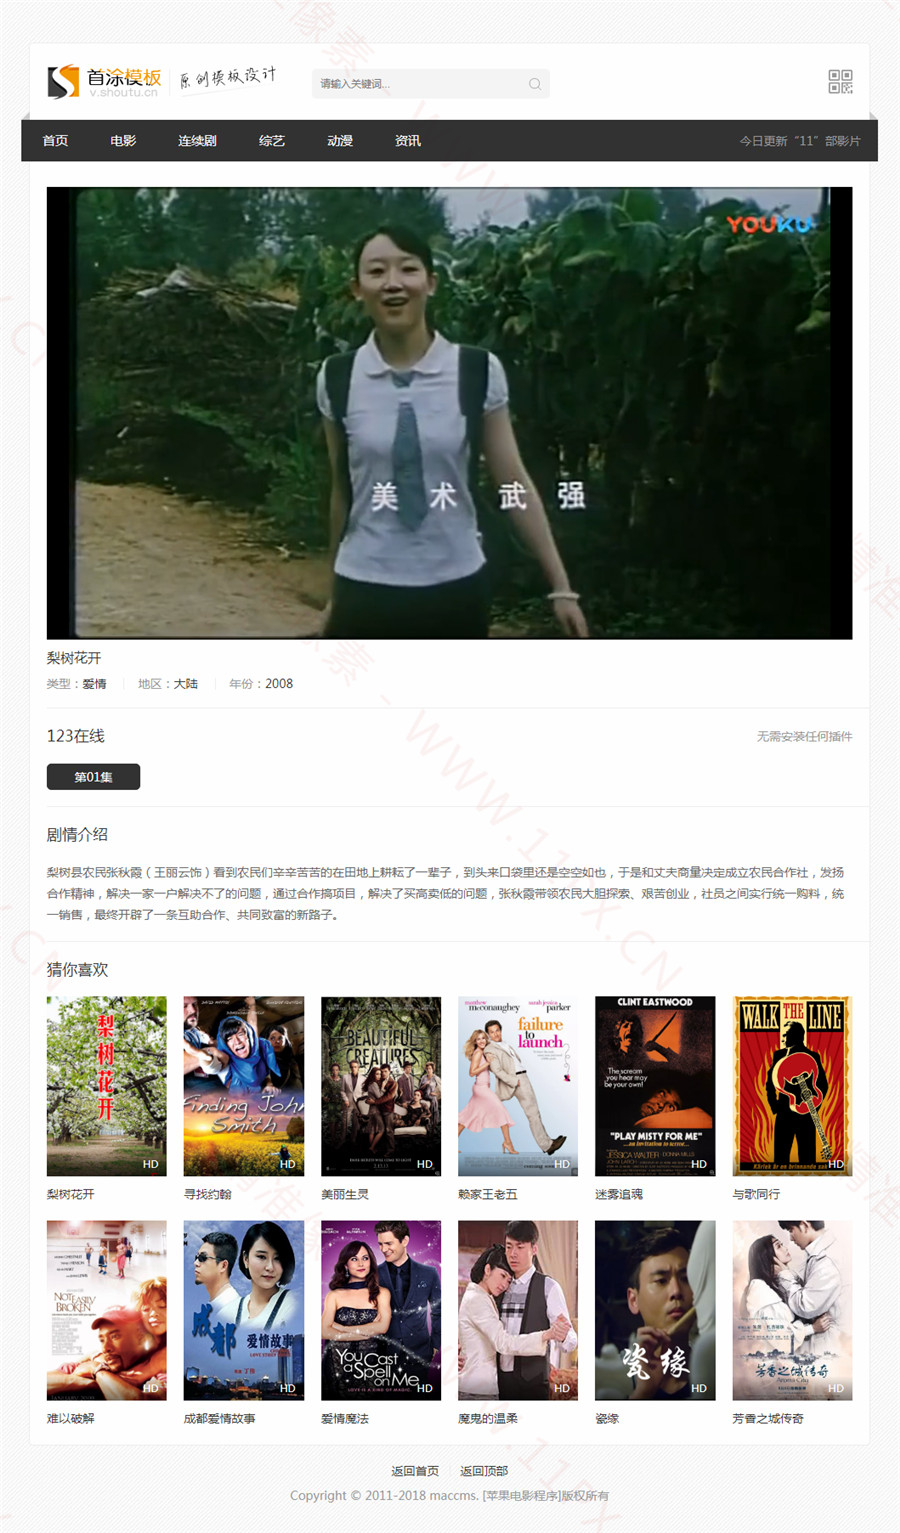 首涂模板
v.shoutu.cn
原创模板设计
请输入关键词...
首页 电影 连续剧 综艺 动漫 资讯 今日更新“11”部影片
YOUKU
美术武强
梨树花开
类型：爱情 地区：大陆 年份：2008
123在线 无需安装任何插件
第01集
剧情介绍
梨树县农民张秋霞（王丽云饰）看到农民们辛辛苦苦的在田地上耕耘了一辈子，到头来口袋里还是空空如也，于是和丈夫商量决定成立农民合作社，发扬
合作精神，解决一家一户解决不了的问题，通过合作搞项目，解决了买高卖低的问题，张秋霞带领农民大胆探索、艰苦创业，社员之间实行统一购料，统
一销售，最终开辟了一条互助合作、共同致富的新路子。
猜你喜欢
梨树花开
HD
Finding John
Smith
HD
BEAUTIFUL
CREATURES
HD
matthew mcconaughey sarah jessica parker
failure
to
launch
HD
CLINT EASTWOOD
The scream
you hear may
be your own!
"PLAY MISTY FOR ME"
...an invitation to terror...
JESSICA WALTER DONNA MILLS
HD
WALK THE LINE
HD
梨树花开 寻找约翰 美丽生灵 赖家王老五 迷雾追魂 与歌同行
NOT EASILY
BROKEN
HD
成都
爱情故事
HD
You Cast
a Spell
on Me
LOVE IS A KIND OF MAGIC.
HD
HD
瓷缘
HD
芳香之城传奇
HD
难以破解 成都爱情故事 爱情魔法 魔鬼的温柔 瓷缘 芳香之城传奇
返回首页 返回顶部
Copyright © 2011-2018 maccms. [苹果电影程序]版权所有